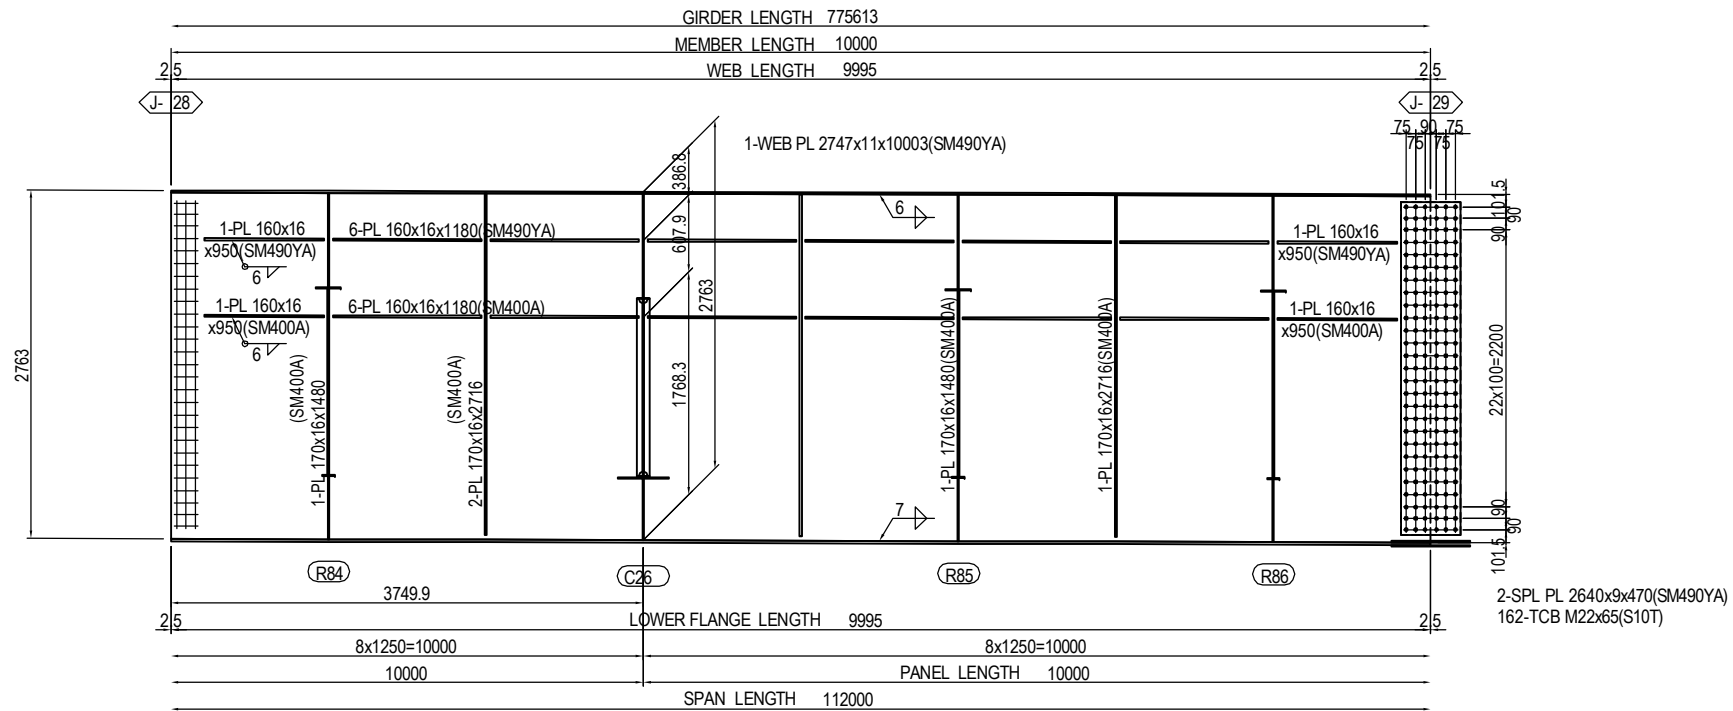 GIRDER LENGTH 775613
MEMBER LENGTH 10000
2.5
WEB LENGTH 9995
2.5
J- 28
J- 29
75
90
75
75
75
1-WEB PL 2747x11x10003(SM490YA)
386.8
607.9
2763
1768.3
2763
6
1-PL 160x16
x950(SM490YA)
6
6-PL 160x16x1180(SM490YA)
1-PL 160x16
x950(SM490YA)
1-PL 160x16
x950(SM400A)
6
6-PL 160x16x1180(SM400A)
1-PL 160x16
x950(SM400A)
(SM400A)
1-PL 170x16x1480
(SM400A)
2-PL 170x16x2716
1-PL 170x16x1480(SM400A)
1-PL 170x16x2716(SM400A)
7
101.5
90
90
22x100=2200
90
90
101.5
R84
C26
R85
R86
2-SPL PL 2640x9x470(SM490YA)
162-TCB M22x65(S10T)
3749.9
2.5
LOWER FLANGE LENGTH 9995
2.5
8x1250=10000
8x1250=10000
10000
PANEL LENGTH 10000
SPAN LENGTH 112000